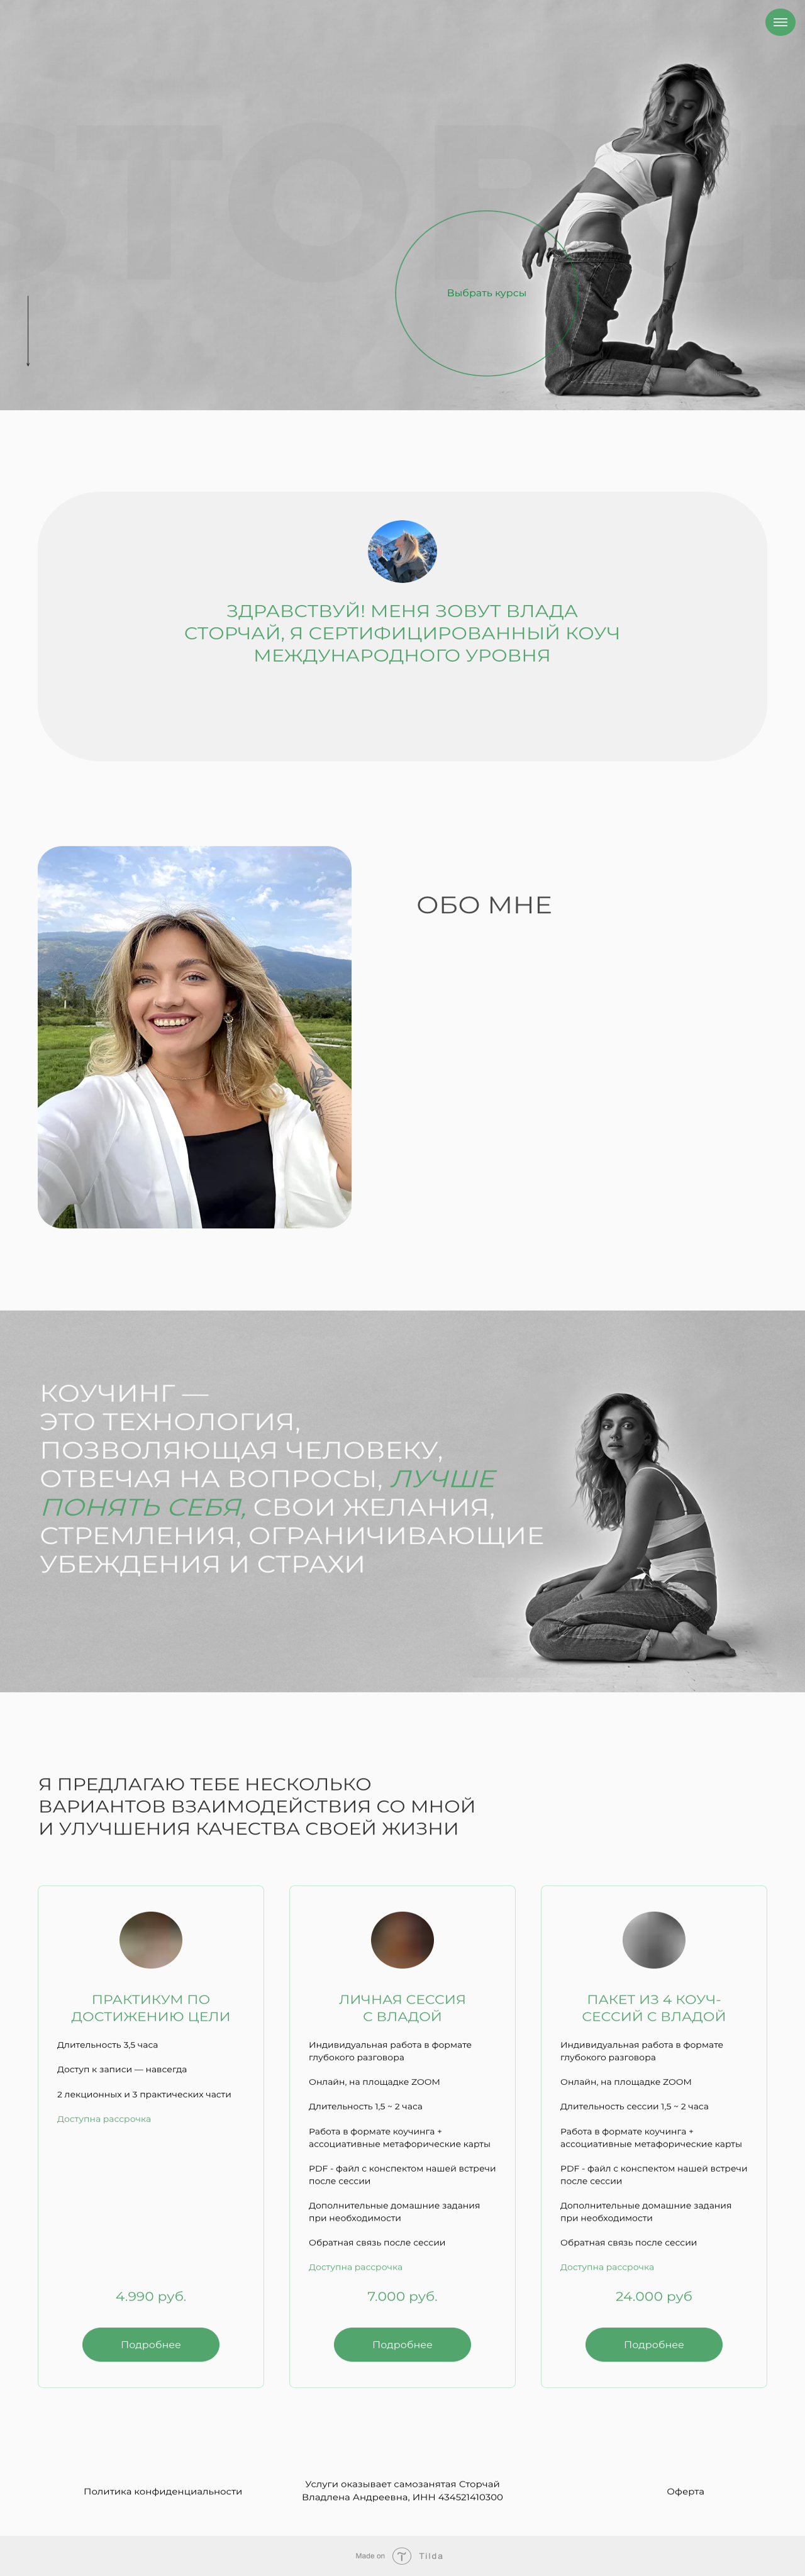 Выбрать курсы
ЗДРАВСТВУЙ! МЕНЯ ЗОВУТ ВЛАДА
СТОРЧАЙ, Я СЕРТИФИЦИРОВАННЫЙ КОУЧ
МЕЖДУНАРОДНОГО УРОВНЯ
ОБО МНЕ
КОУЧИНГ —
ЭТО ТЕХНОЛОГИЯ,
ПОЗВОЛЯЮЩАЯ ЧЕЛОВЕКУ,
ОТВЕЧАЯ НА ВОПРОСЫ, ЛУЧШЕ
ПОНЯТЬ СЕБЯ, СВОИ ЖЕЛАНИЯ,
СТРЕМЛЕНИЯ, ОГРАНИЧИВАЮЩИЕ
УБЕЖДЕНИЯ И СТРАХИ
Я ПРЕДЛАГАЮ ТЕБЕ НЕСКОЛЬКО
ВАРИАНТОВ ВЗАИМОДЕЙСТВИЯ СО МНОЙ
И УЛУЧШЕНИЯ КАЧЕСТВА СВОЕЙ ЖИЗНИ
ПРАКТИКУМ ПО
ДОСТИЖЕНИЮ ЦЕЛИ
Длительность 3,5 часа
Доступ к записи — навсегда
2 лекционных и 3 практических части
Доступна рассрочка
4.990 руб.
Подробнее
ЛИЧНАЯ СЕССИЯ
С ВЛАДОЙ
Индивидуальная работа в формате
глубокого разговора
Онлайн, на площадке ZOOM
Длительность 1,5 ~ 2 часа
Работа в формате коучинга +
ассоциативные метафорические карты
PDF - файл с конспектом нашей встречи
после сессии
Дополнительные домашние задания
при необходимости
Обратная связь после сессии
Доступна рассрочка
7.000 руб.
Подробнее
ПАКЕТ ИЗ 4 КОУЧ-
СЕССИЙ С ВЛАДОЙ
Индивидуальная работа в формате
глубокого разговора
Онлайн, на площадке ZOOM
Длительность сессии 1,5 ~ 2 часа
Работа в формате коучинга +
ассоциативные метафорические карты
PDF - файл с конспектом нашей встречи
после сессии
Дополнительные домашние задания
при необходимости
Обратная связь после сессии
Доступна рассрочка
24.000 руб
Подробнее
Политика конфиденциальности
Услуги оказывает самозанятая Сторчай
Владлена Андреевна, ИНН 434521410300
Оферта
Made on Tilda